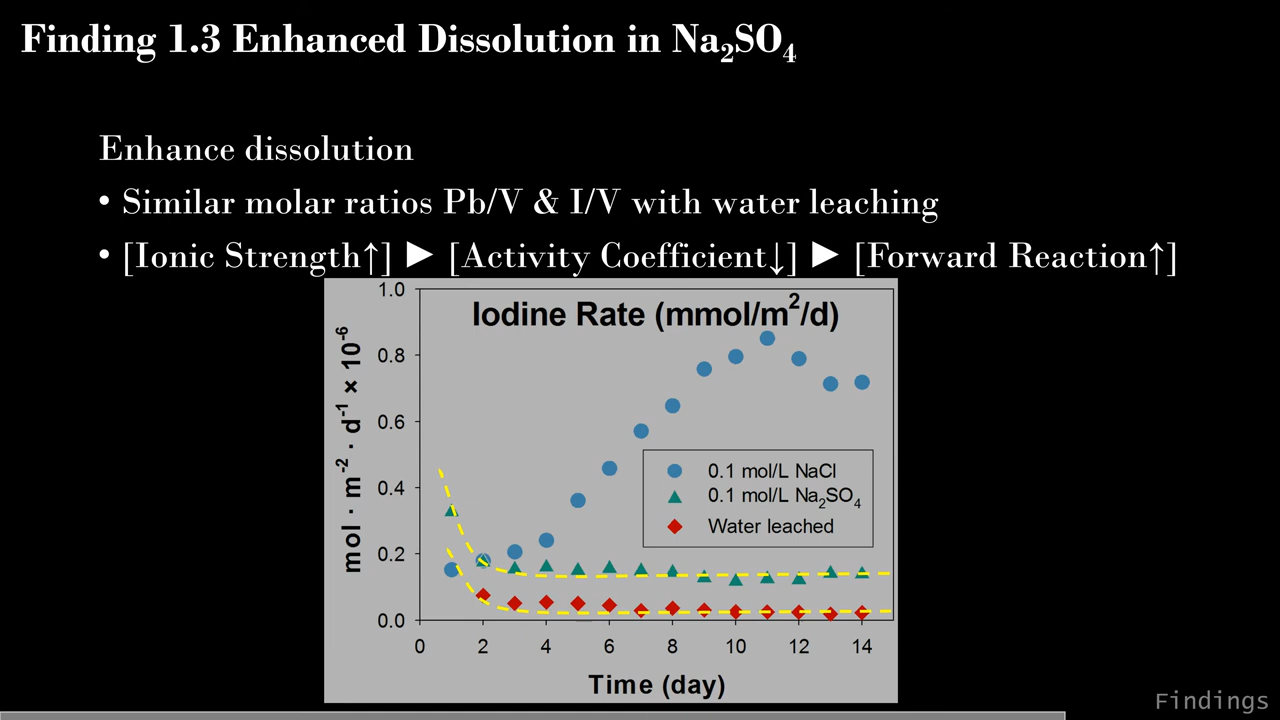 Finding 1.3 Enhanced Dissolution in Na₂SO₄
Enhance dissolution
• Similar molar ratios Pb/V & I/V with water leaching
• [Ionic Strength↑] ► [Activity Coefficient↓] ► [Forward Reaction↑]
Iodine Rate (mmol/m²/d)
mol · m⁻² · d⁻¹ × 10⁻⁶
1.0
0.8
0.6
0.4
0.2
0.0
0.1 mol/L NaCl
0.1 mol/L Na₂SO₄
Water leached
0 2 4 6 8 10 12 14
Time (day)
Findings